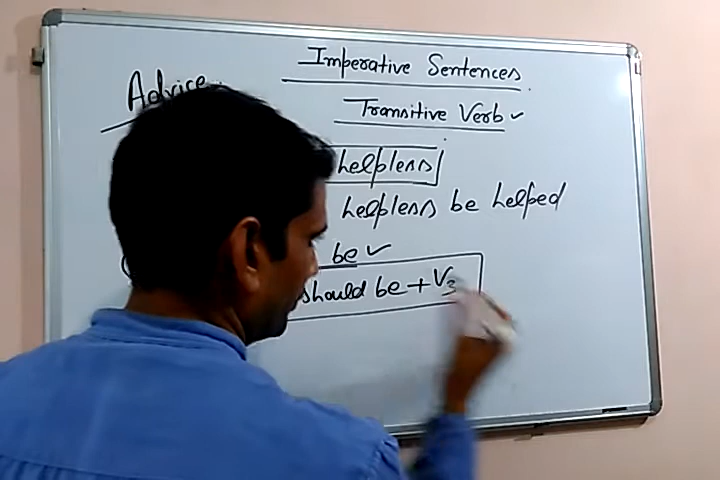 Imperative Sentences
Advice
Transitive Verb ✓
helpless
helpless be helped
be ✓
should be + V3